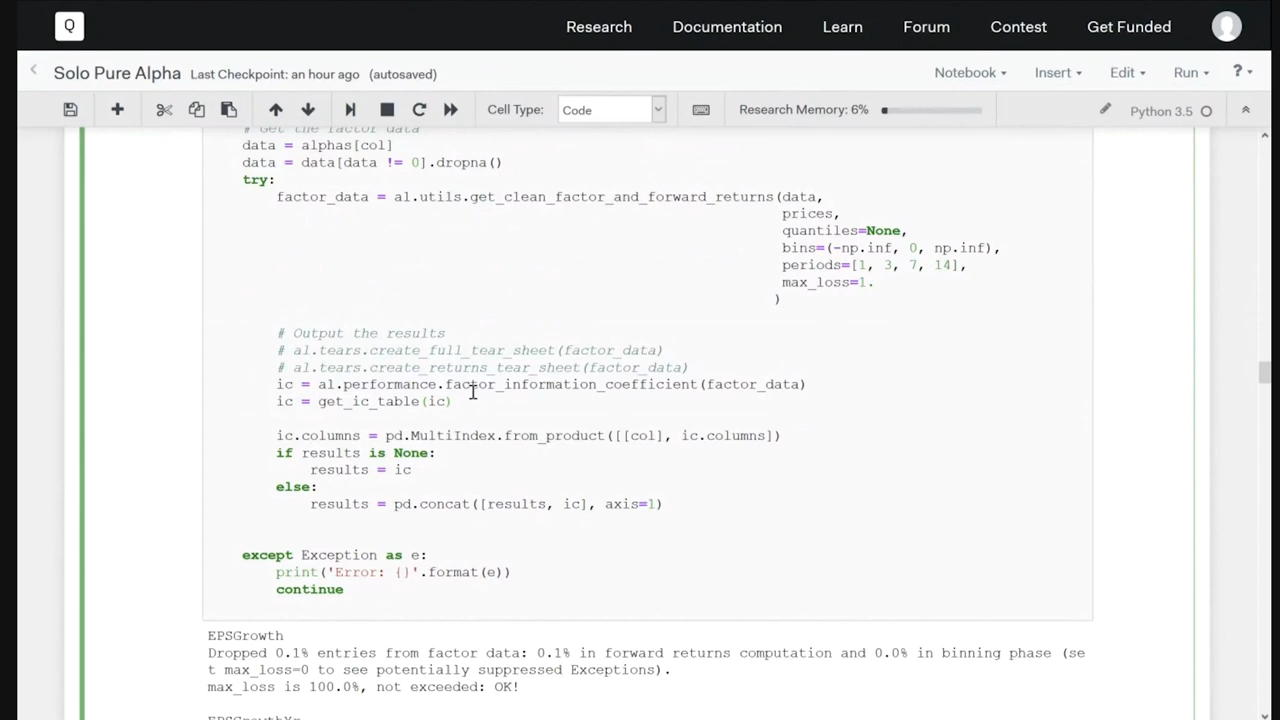 Q
Research Documentation Learn Forum Contest Get Funded
Solo Pure Alpha Last Checkpoint: an hour ago (autosaved)
Notebook Insert Edit Run ?
Cell Type: Code Research Memory: 6% Python 3.5
# Get the factor data
data = alphas[col]
data = data[data != 0].dropna()
try:
factor_data = al.utils.get_clean_factor_and_forward_returns(data,
prices,
quantiles=None,
bins=(-np.inf, 0, np.inf),
periods=[1, 3, 7, 14],
max_loss=1.
)
# Output the results
# al.tears.create_full_tear_sheet(factor_data)
# al.tears.create_returns_tear_sheet(factor_data)
ic = al.performance.factor_information_coefficient(factor_data)
ic = get_ic_table(ic)
ic.columns = pd.MultiIndex.from_product([[col], ic.columns])
if results is None:
results = ic
else:
results = pd.concat([results, ic], axis=1)
except Exception as e:
print('Error: {}'.format(e))
continue
EPSGrowth
Dropped 0.1% entries from factor data: 0.1% in forward returns computation and 0.0% in binning phase (se
t max_loss=0 to see potentially suppressed Exceptions).
max_loss is 100.0%, not exceeded: OK!
EPSGrowthYr